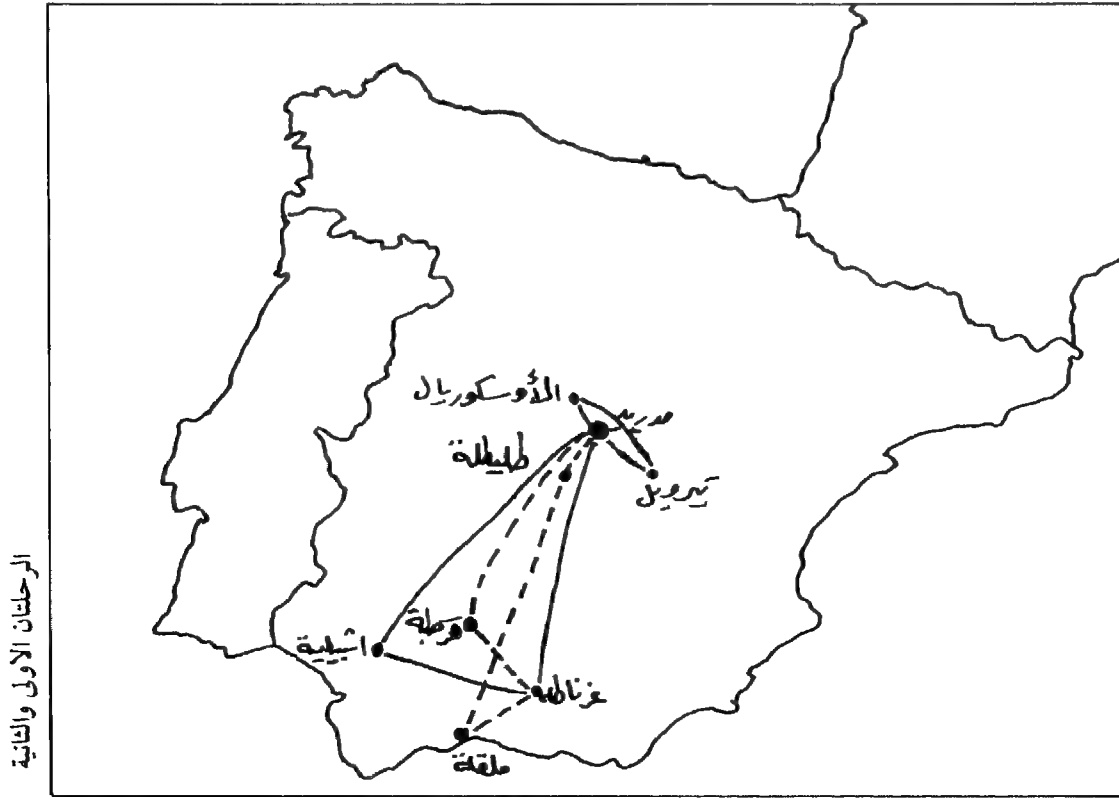 الأوسكوريال
مدريد
طليطلة
تيرويل
قرطبة
اشبيلية
غرناطة
ملقة
الرحلتان الاولى والثانية